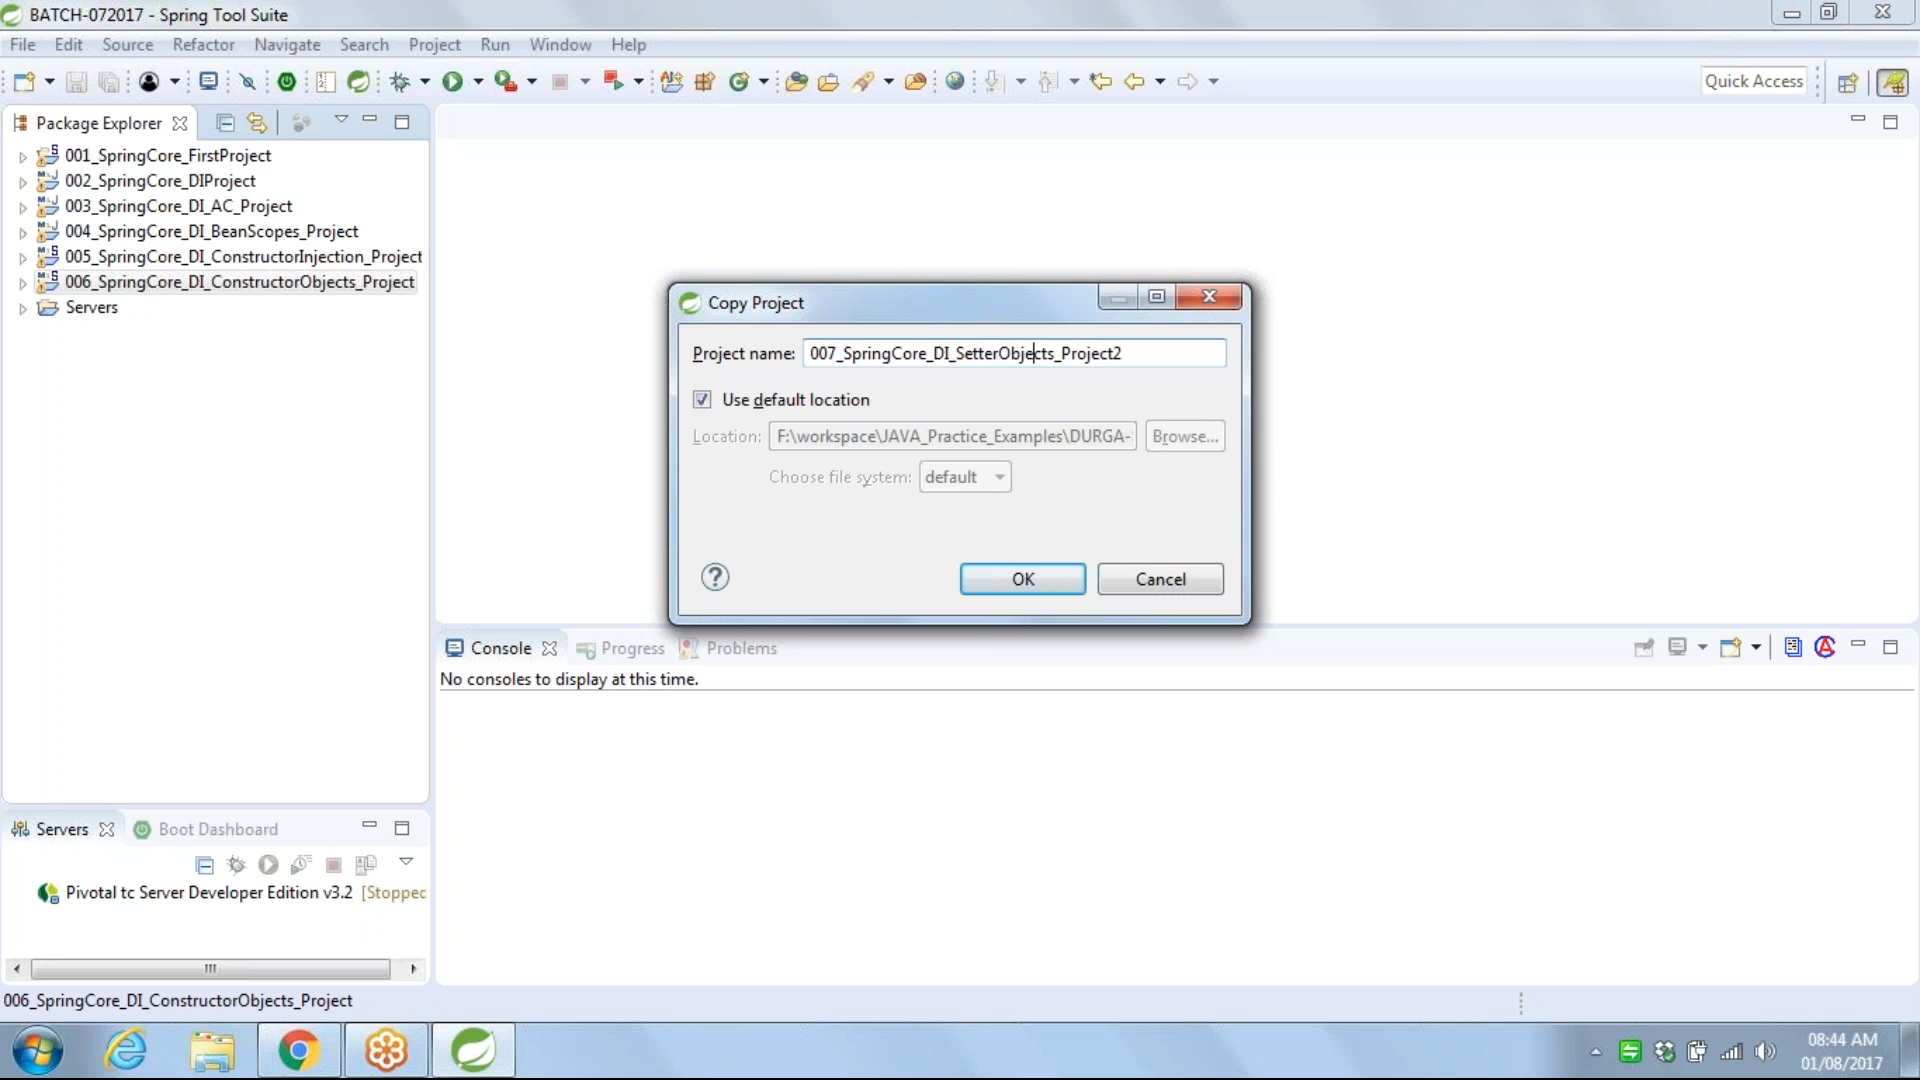 BATCH-072017 - Spring Tool Suite
File Edit Source Refactor Navigate Search Project Run Window Help
Quick Access
Package Explorer
001_SpringCore_FirstProject
002_SpringCore_DIProject
003_SpringCore_DI_AC_Project
004_SpringCore_DI_BeanScopes_Project
005_SpringCore_DI_ConstructorInjection_Project
006_SpringCore_DI_ConstructorObjects_Project
Servers
Copy Project
Project name: 007_SpringCore_DI_SetterObjects_Project2
Use default location
Location: F:\workspace\JAVA_Practice_Examples\DURGA- Browse...
Choose file system: default
OK Cancel
Console Progress Problems
No consoles to display at this time.
Servers Boot Dashboard
Pivotal tc Server Developer Edition v3.2 [Stopped
006_SpringCore_DI_ConstructorObjects_Project
08:44 AM
01/08/2017